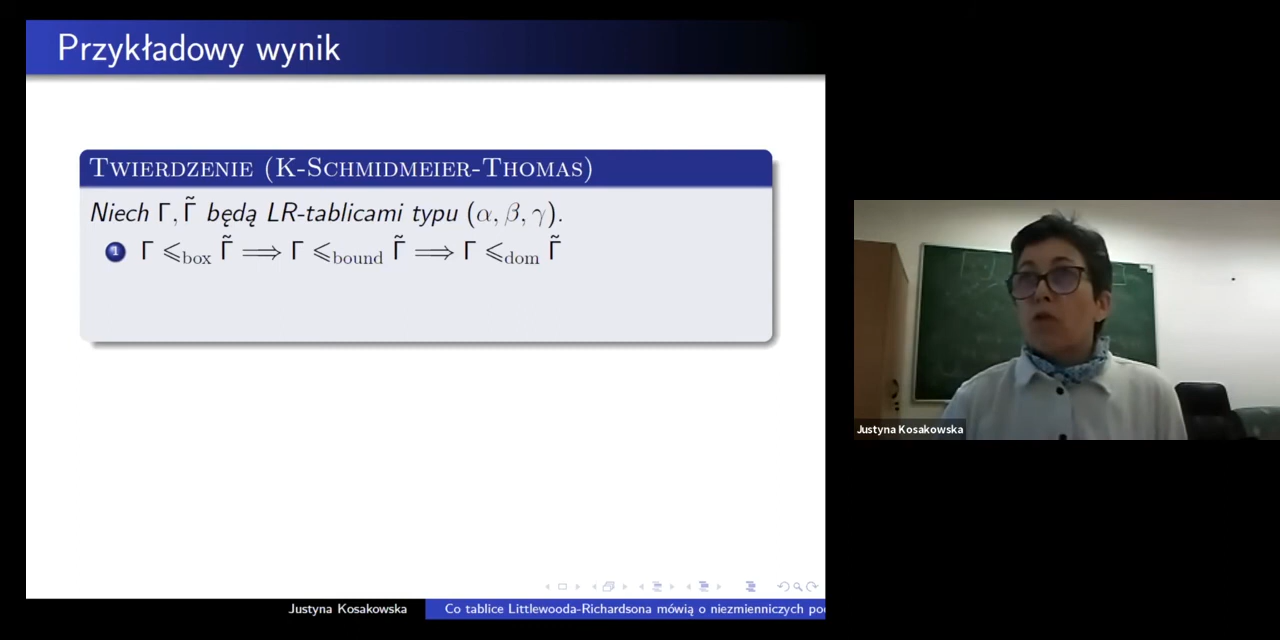 Przykładowy wynik
Twierdzenie (K-Schmidmeier-Thomas)
Niech Γ, Γ̃ będą LR-tablicami typu (α, β, γ).
1 Γ ⩽box Γ̃ ⟹ Γ ⩽bound Γ̃ ⟹ Γ ⩽dom Γ̃
Justyna Kosakowska
Justyna Kosakowska Co tablice Littlewooda-Richardsona mówią o niezmienniczych